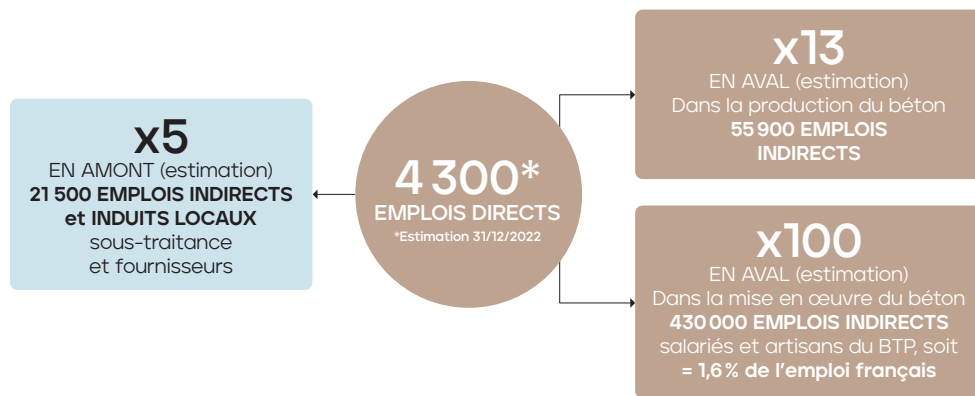 x5
EN AMONT (estimation)
21 500 EMPLOIS INDIRECTS
et INDUITS LOCAUX
sous-traitance
et fournisseurs
4 300*
EMPLOIS DIRECTS
*Estimation 31/12/2022
x13
EN AVAL (estimation)
Dans la production du béton
55 900 EMPLOIS
INDIRECTS
x100
EN AVAL (estimation)
Dans la mise en œuvre du béton
430 000 EMPLOIS INDIRECTS
salariés et artisans du BTP, soit
= 1,6 % de l'emploi français